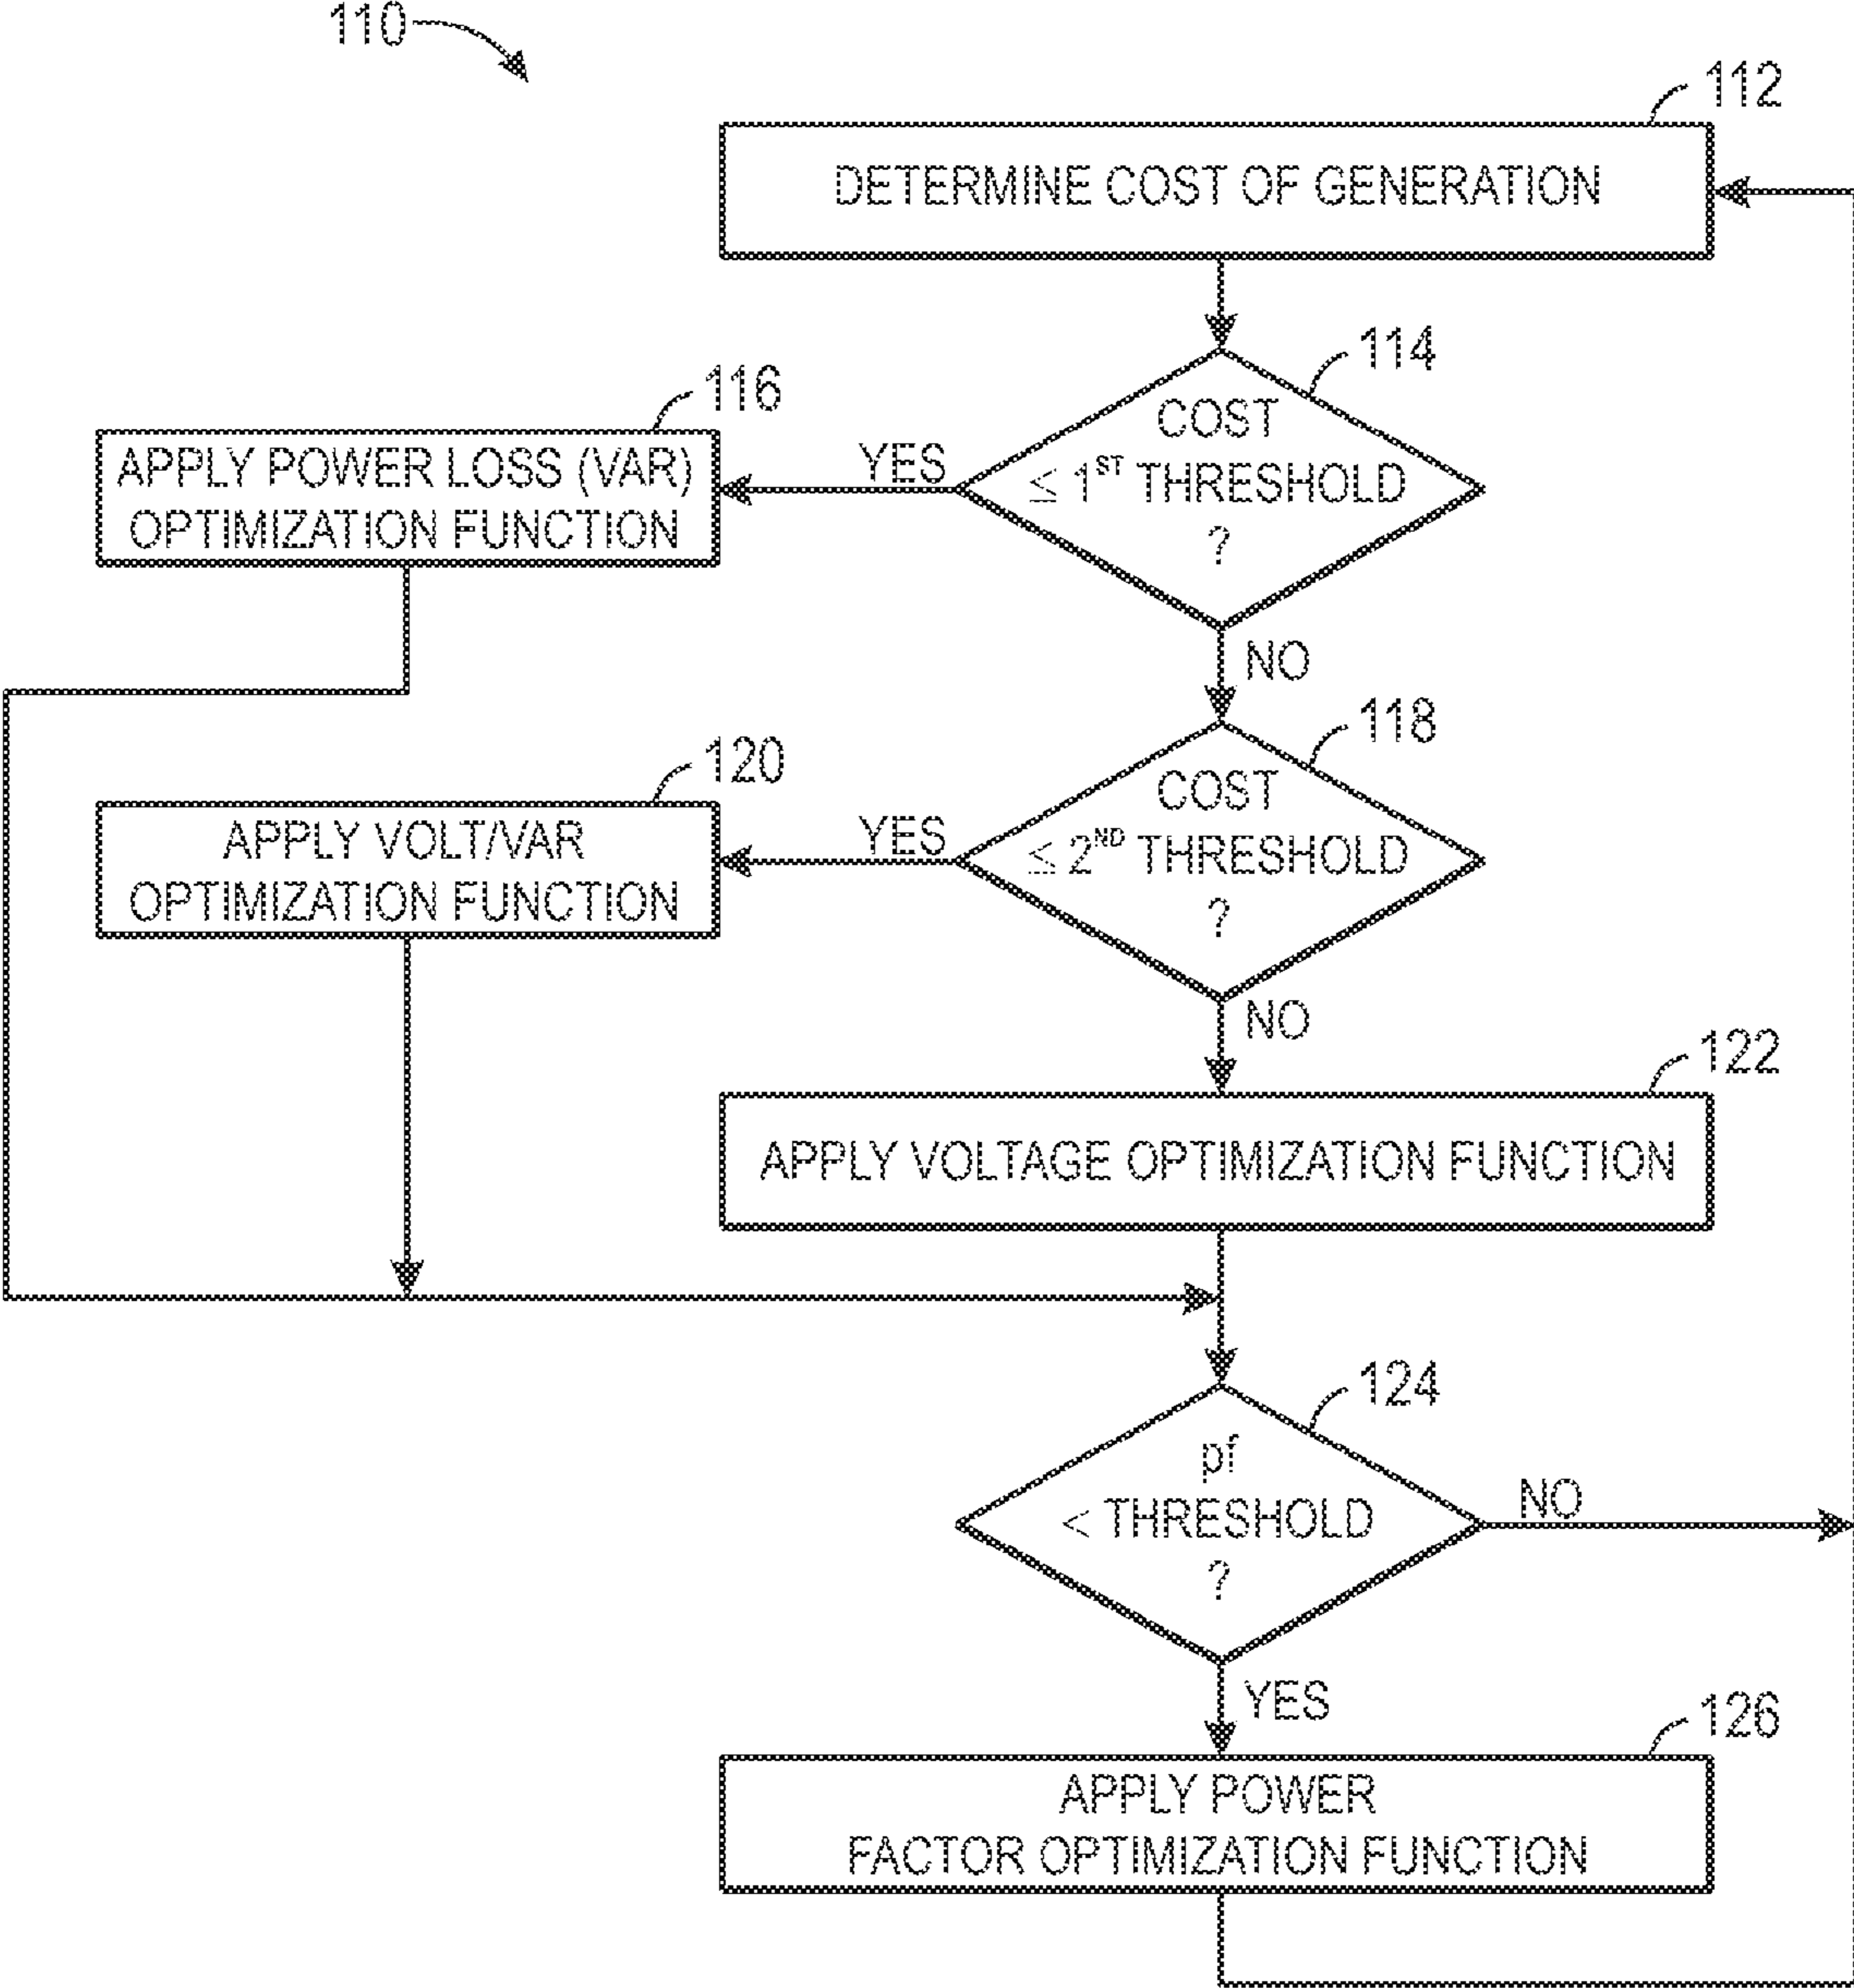 110
112
DETERMINE COST OF GENERATION
114
COST
≤ 1ST THRESHOLD
?
YES
116
APPLY POWER LOSS (VAR)
OPTIMIZATION FUNCTION
NO
118
COST
≤ 2ND THRESHOLD
?
YES
120
APPLY VOLT/VAR
OPTIMIZATION FUNCTION
NO
122
APPLY VOLTAGE OPTIMIZATION FUNCTION
124
pf
< THRESHOLD
?
NO
YES
126
APPLY POWER
FACTOR OPTIMIZATION FUNCTION